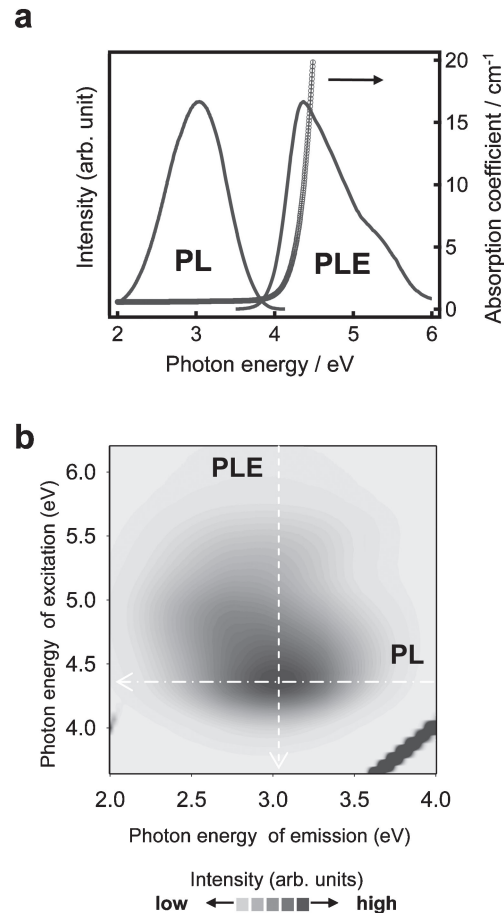 a
Intensity (arb. unit)
Absorption coefficient / cm⁻¹
20
15
10
5
0
PL
PLE
2 3 4 5 6
Photon energy / eV
b
Photon energy of excitation (eV)
6.0
5.5
5.0
4.5
4.0
PLE
PL
2.0 2.5 3.0 3.5 4.0
Photon energy of emission (eV)
Intensity (arb. units)
low high